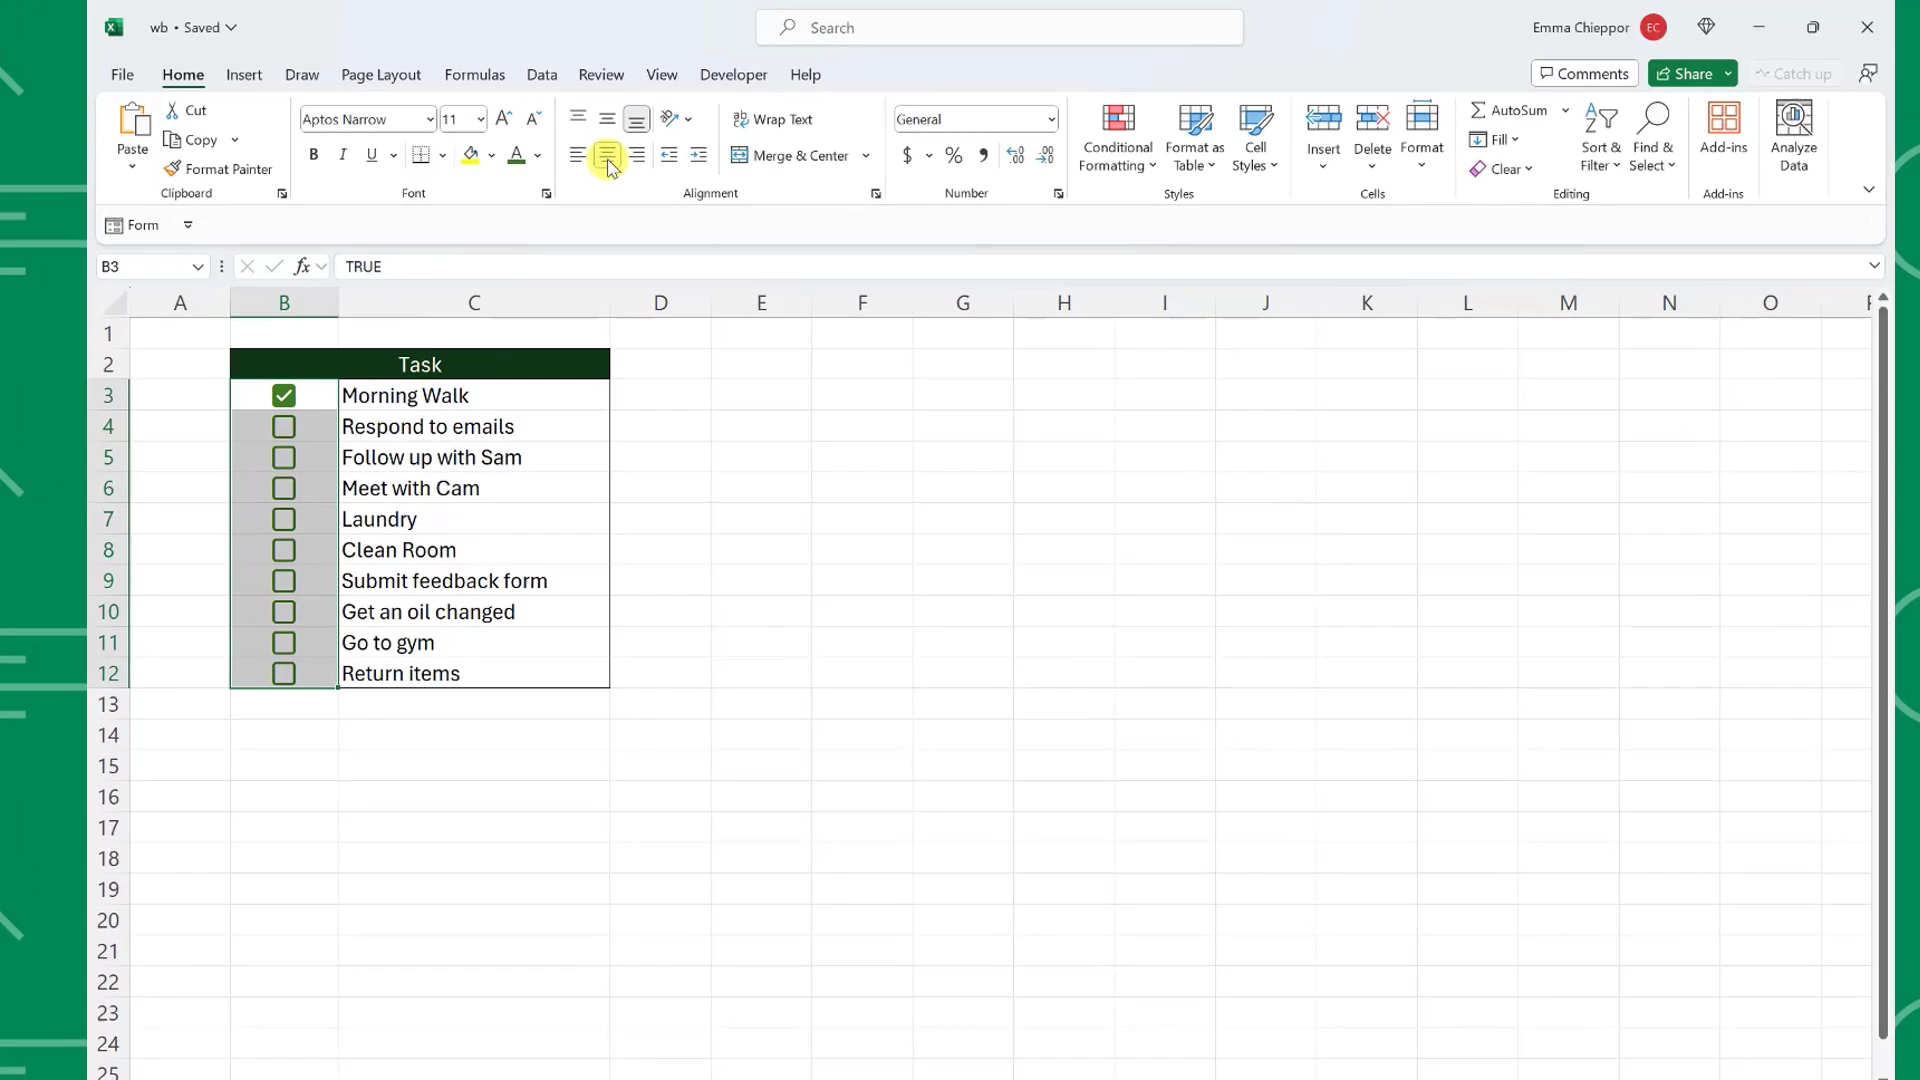 wb • Saved
Search
Emma Chieppor
EC
File Home Insert Draw Page Layout Formulas Data Review View Developer Help
Comments
Share
Catch up
Paste
Cut
Copy
Format Painter
Clipboard
Aptos Narrow 11
B I U
Font
Wrap Text
Merge & Center
Alignment
General
$ % 9
Number
Conditional Formatting
Format as Table
Cell Styles
Styles
Insert
Delete
Format
Cells
AutoSum
Fill
Clear
Sort & Filter
Find & Select
Editing
Add-ins
Add-ins
Analyze Data
Form
B3 fx TRUE
A B C D E F G H I J K L M N O
1
2 Task
3 Morning Walk
4 Respond to emails
5 Follow up with Sam
6 Meet with Cam
7 Laundry
8 Clean Room
9 Submit feedback form
10 Get an oil changed
11 Go to gym
12 Return items
13
14
15
16
17
18
19
20
21
22
23
24
25